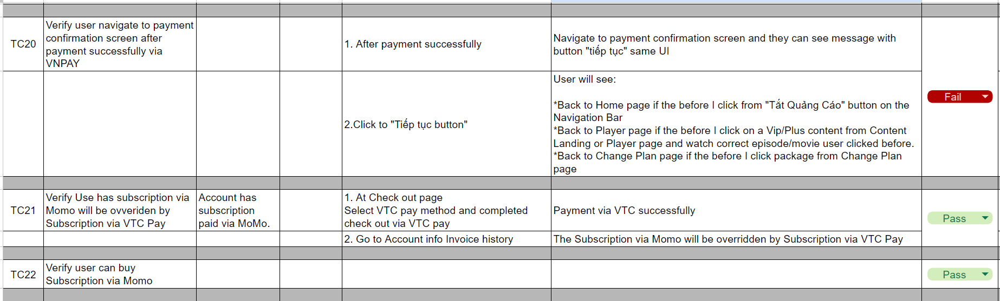 TC20
Verify user navigate to payment
confirmation screen after
payment successfully via
VNPAY
1. After payment successfully
Navigate to payment confirmation screen and they can see message with
button "tiếp tục" same UI
Fail
2.Click to "Tiếp tục button"
User will see:
*Back to Home page if the before I click from "Tắt Quảng Cáo" button on the
Navigation Bar
*Back to Player page if the before I click on a Vip/Plus content from Content
Landing or Player page and watch correct episode/movie user clicked before.
*Back to Change Plan page if the before I click package from Change Plan
page
TC21
Verify Use has subscription via
Momo will be ovveriden by
Subscription via VTC Pay
Account has
subscription
paid via MoMo.
1. At Check out page
Select VTC pay method and completed
check out via VTC pay
Payment via VTC successfully
Pass
2. Go to Account info Invoice history
The Subscription via Momo will be overridden by Subscription via VTC Pay
TC22
Verify user can buy
Subscription via Momo
Pass